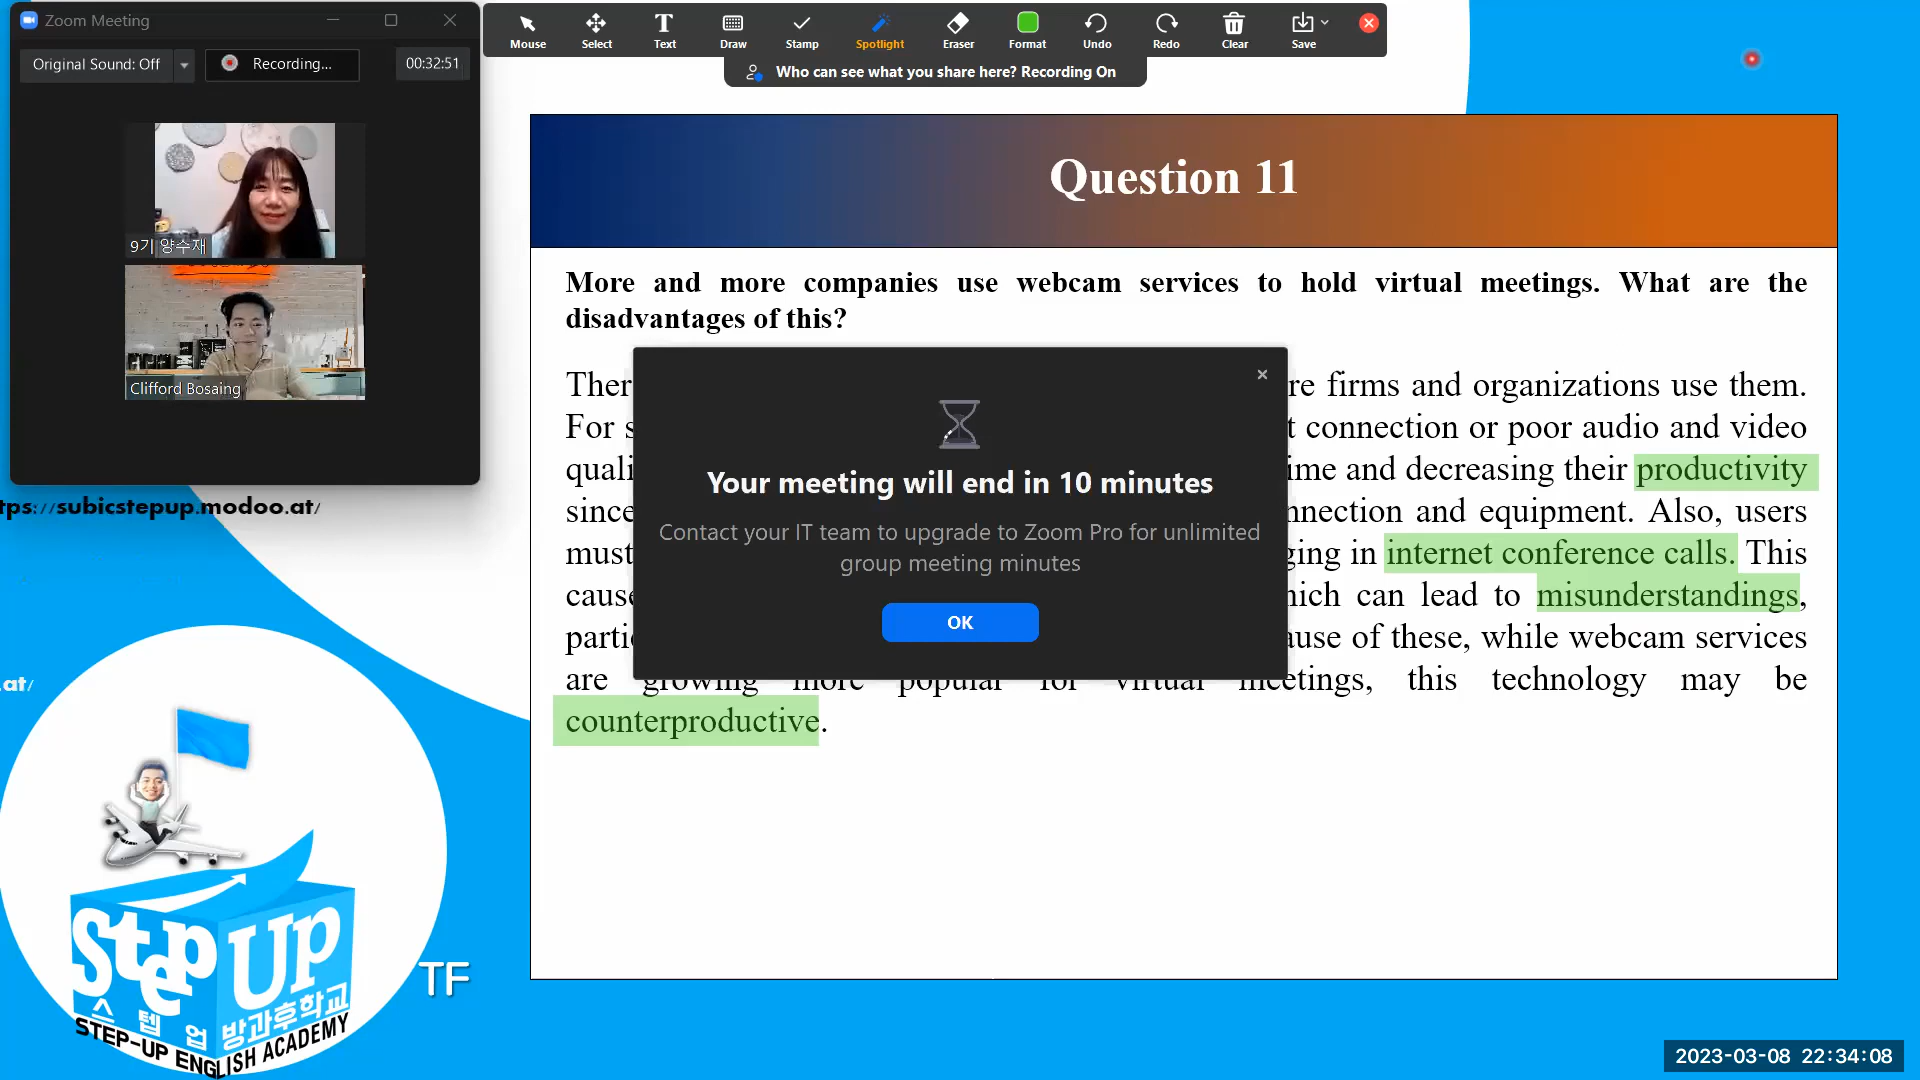 Zoom Meeting
Original Sound: Off
Recording...
00:32:51
Mouse
Select
Text
Draw
Stamp
Spotlight
Eraser
Format
Undo
Redo
Clear
Save
Who can see what you share here? Recording On
9기 양수재
Clifford Bosaing
tps://subicstepup.modoo.at/
.at/
Question 11
More and more companies use webcam services to hold virtual meetings. What are the
disadvantages of this?
Ther re firms and organizations use them.
For s t connection or poor audio and video
quali ime and decreasing their productivity
since nnection and equipment. Also, users
must ging in internet conference calls. This
cause hich can lead to misunderstandings,
partic ause of these, while webcam services
are growing more popular for virtual meetings, this technology may be
counterproductive.
Your meeting will end in 10 minutes
Contact your IT team to upgrade to Zoom Pro for unlimited
group meeting minutes
OK
Step UP
스텝업 방과후학교
STEP-UP ENGLISH ACADEMY
TF
2023-03-08 22:34:08